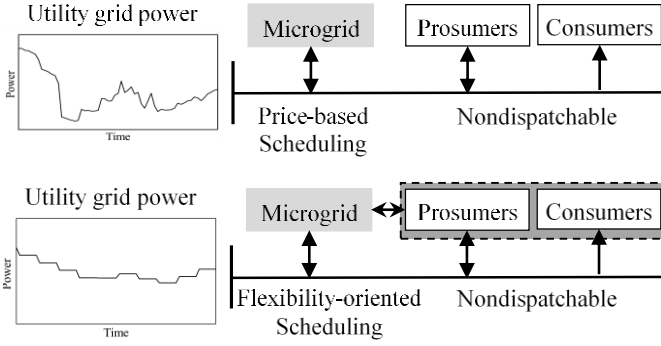 Utility grid power
Power
Time
Microgrid
Prosumers
Consumers
Price-based
Scheduling
Nondispatchable
Utility grid power
Power
Time
Microgrid
Prosumers
Consumers
Flexibility-oriented
Scheduling
Nondispatchable